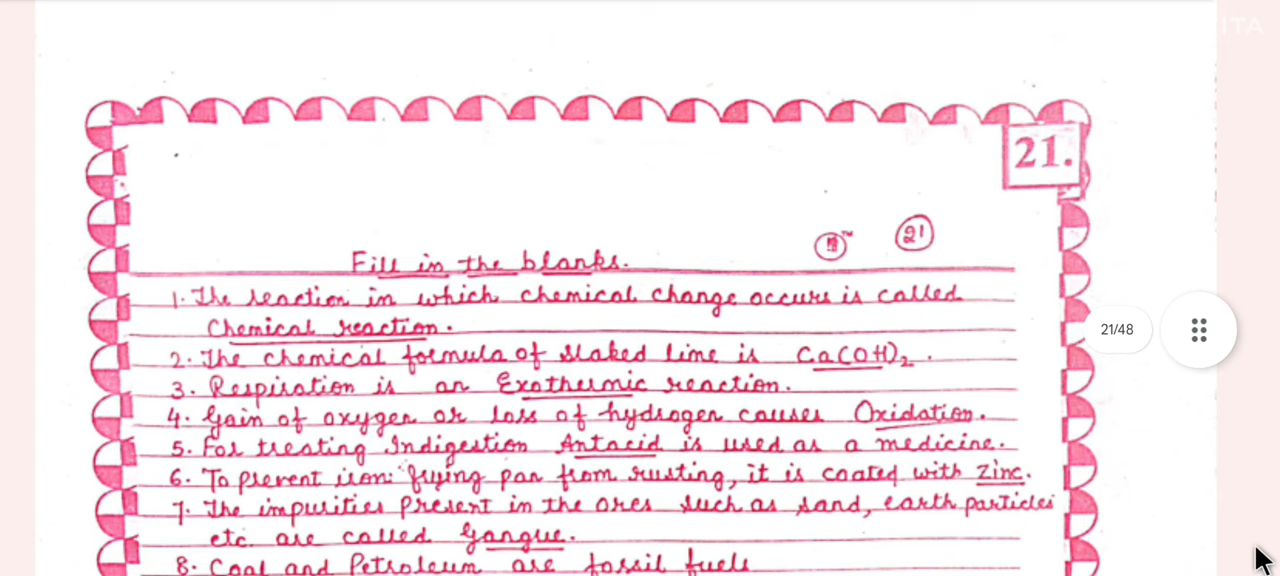 ITA
21.
21
Fill in the blanks.
1. The reaction in which chemical change occurs is called
Chemical reaction.
2. The chemical formula of slaked lime is Ca(OH)2.
3. Respiration is an Exothermic reaction.
4. Gain of oxygen or loss of hydrogen causes Oxidation.
21/48
5. For treating Indigestion Antacid is used as a medicine.
6. To prevent iron frying pan from rusting, it is coated with Zinc.
7. The impurities Present in the ores such as sand, earth particles
etc. are called Gangue.
8. Coal and Petroleum are fossil fuels